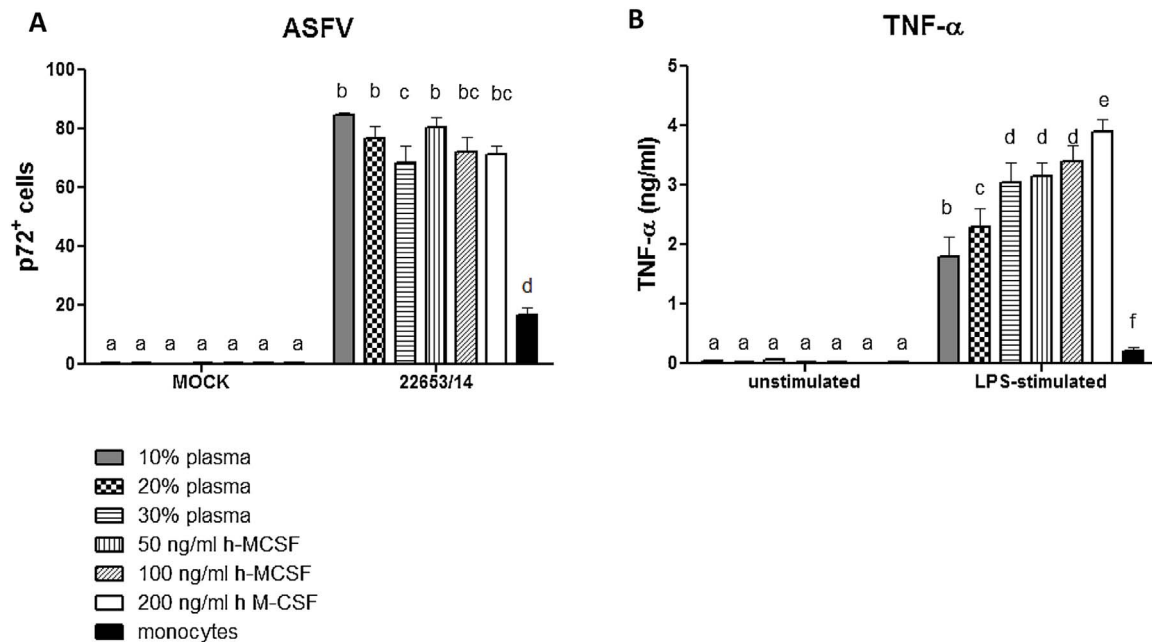 A
ASFV
p72+ cells
100
80
60
40
20
0
b b c b bc bc
d
a a a a a a a
MOCK 22653/14
B
TNF-α
TNF-α (ng/ml)
5
4
3
2
1
0
e
d d d
c
b
a a a a a a a
f
unstimulated LPS-stimulated
10% plasma
20% plasma
30% plasma
50 ng/ml h-MCSF
100 ng/ml h-MCSF
200 ng/ml h M-CSF
monocytes